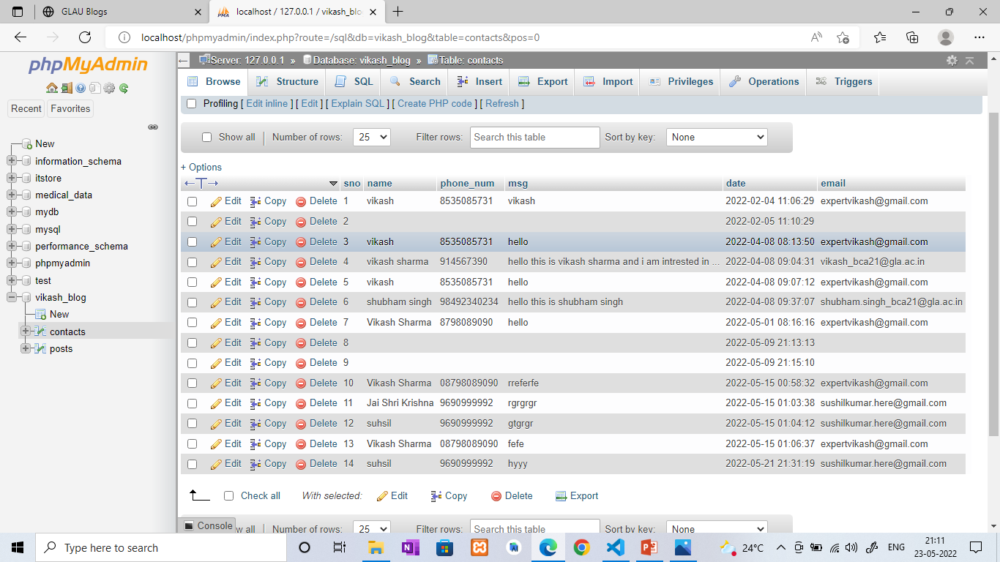 GLAU Blogs
localhost / 127.0.0.1 / vikash_blo
localhost/phpmyadmin/index.php?route=/sql&db=vikash_blog&table=contacts&pos=0
phpMyAdmin
Recent Favorites
New
information_schema
itstore
medical_data
mydb
mysql
performance_schema
phpmyadmin
test
vikash_blog
New
contacts
posts
Server: 127.0.0.1 » Database: vikash_blog » Table: contacts
Browse Structure SQL Search Insert Export Import Privileges Operations Triggers
Profiling [ Edit inline ] [ Edit ] [ Explain SQL ] [ Create PHP code ] [ Refresh ]
Show all Number of rows: 25 Filter rows: Search this table Sort by key: None
+ Options
sno name phone_num msg date email
Edit Copy Delete 1 vikash 8535085731 vikash 2022-02-04 11:06:29 expertvikash@gmail.com
Edit Copy Delete 2 2022-02-05 11:10:29
Edit Copy Delete 3 vikash 8535085731 hello 2022-04-08 08:13:50 expertvikash@gmail.com
Edit Copy Delete 4 vikash sharma 914567390 hello this is vikash sharma and i am intrested in ... 2022-04-08 09:04:31 vikash_bca21@gla.ac.in
Edit Copy Delete 5 vikash 8535085731 hello 2022-04-08 09:07:12 expertvikash@gmail.com
Edit Copy Delete 6 shubham singh 98492340234 hello this is shubham singh 2022-04-08 09:37:07 shubham.singh_bca21@gla.ac.in
Edit Copy Delete 7 Vikash Sharma 8798089090 hello 2022-05-01 08:16:16 expertvikash@gmail.com
Edit Copy Delete 8 2022-05-09 21:13:13
Edit Copy Delete 9 2022-05-09 21:15:10
Edit Copy Delete 10 Vikash Sharma 08798089090 rreferfe 2022-05-15 00:58:32 expertvikash@gmail.com
Edit Copy Delete 11 Jai Shri Krishna 9690999992 rgrgrgr 2022-05-15 01:03:38 sushilkumar.here@gmail.com
Edit Copy Delete 12 suhsil 9690999992 gtgrgr 2022-05-15 01:04:12 sushilkumar.here@gmail.com
Edit Copy Delete 13 Vikash Sharma 08798089090 fefe 2022-05-15 01:06:37 expertvikash@gmail.com
Edit Copy Delete 14 suhsil 9690999992 hyyy 2022-05-21 21:31:19 sushilkumar.here@gmail.com
Check all With selected: Edit Copy Delete Export
Console
w all Number of rows: 25 Filter rows: Search this table Sort by key: None
Type here to search
24°C
ENG
21:11
23-05-2022